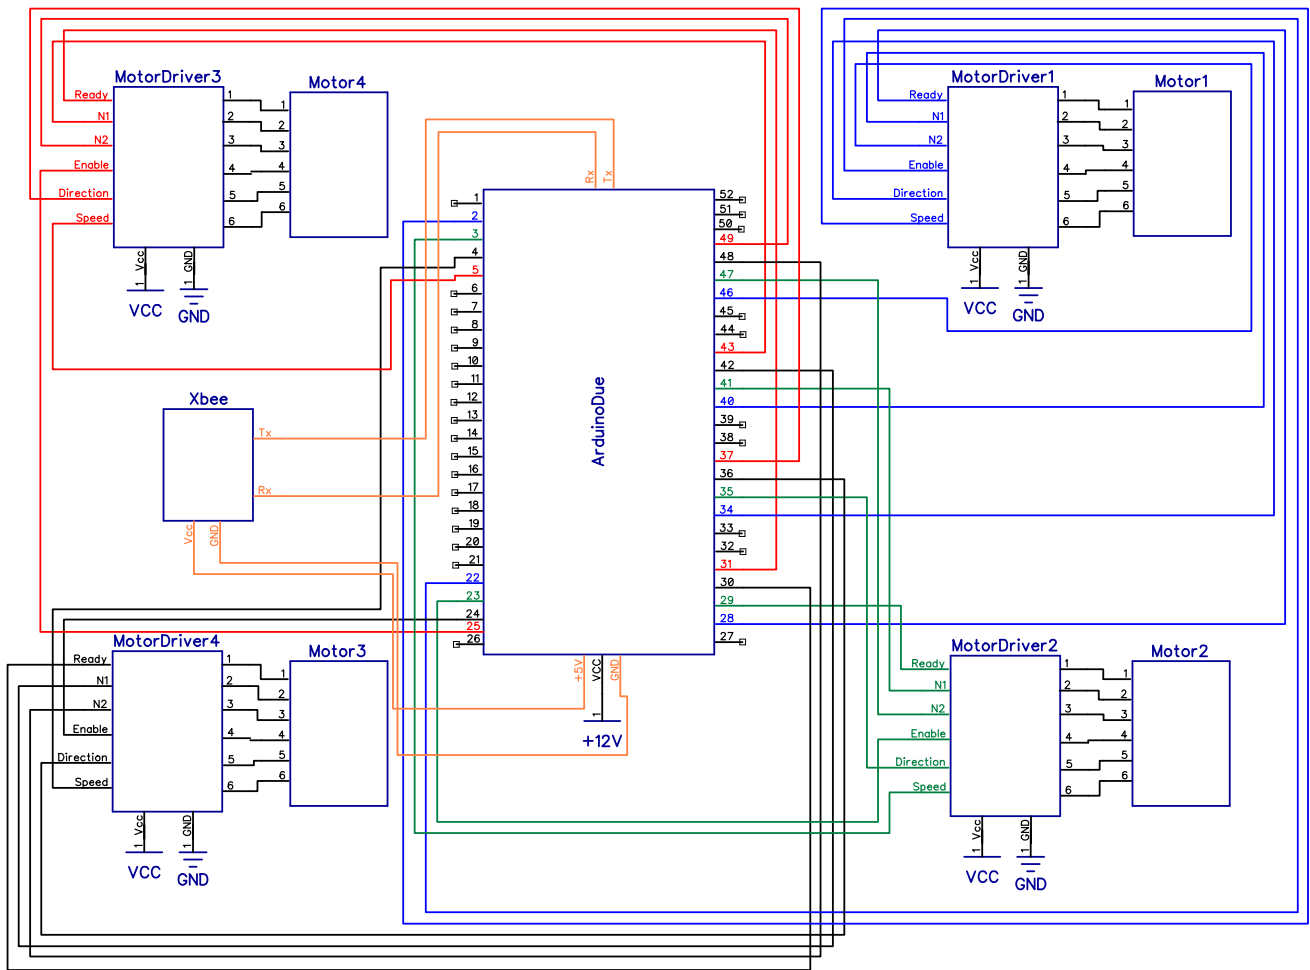 MotorDriver3
Ready
N1
N2
Enable
Direction
Speed
1
2
3
4
5
6
Vcc
1
VCC
GND
1
GND
Motor4
1
2
3
4
5
6
MotorDriver1
Ready
N1
N2
Enable
Direction
Speed
1
2
3
4
5
6
Vcc
1
VCC
GND
1
GND
Motor1
1
2
3
4
5
6
Xbee
Tx
Rx
Vcc
GND
ArduinoDue
Rx
Tx
1
2
3
4
5
6
7
8
9
10
11
12
13
14
15
16
17
18
19
20
21
22
23
24
25
26
52
51
50
49
48
47
46
45
44
43
42
41
40
39
38
37
36
35
34
33
32
31
30
29
28
27
+5V
VCC
GND
1
+12V
MotorDriver4
Ready
N1
N2
Enable
Direction
Speed
1
2
3
4
5
6
Vcc
1
VCC
GND
1
GND
Motor3
1
2
3
4
5
6
MotorDriver2
Ready
N1
N2
Enable
Direction
Speed
1
2
3
4
5
6
Vcc
1
VCC
GND
1
GND
Motor2
1
2
3
4
5
6